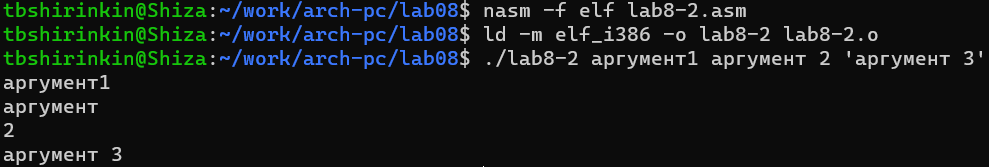 tbshirinkin@Shiza:~/work/arch-pc/lab08$ nasm -f elf lab8-2.asm
tbshirinkin@Shiza:~/work/arch-pc/lab08$ ld -m elf_i386 -o lab8-2 lab8-2.o
tbshirinkin@Shiza:~/work/arch-pc/lab08$ ./lab8-2 аргумент1 аргумент 2 'аргумент 3'
аргумент1
аргумент
2
аргумент 3